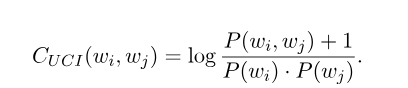 C_{UCI}(w_i, w_j) = \log \frac{P(w_i, w_j) + 1}{P(w_i) \cdot P(w_j)}.